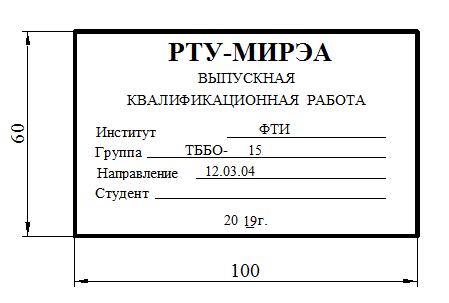 РТУ-МИРЭА
ВЫПУСКНАЯ
КВАЛИФИКАЦИОННАЯ РАБОТА
Институт ФТИ
Группа ТББО- 15
Направление 12.03.04
Студент
20 19г.
60
100